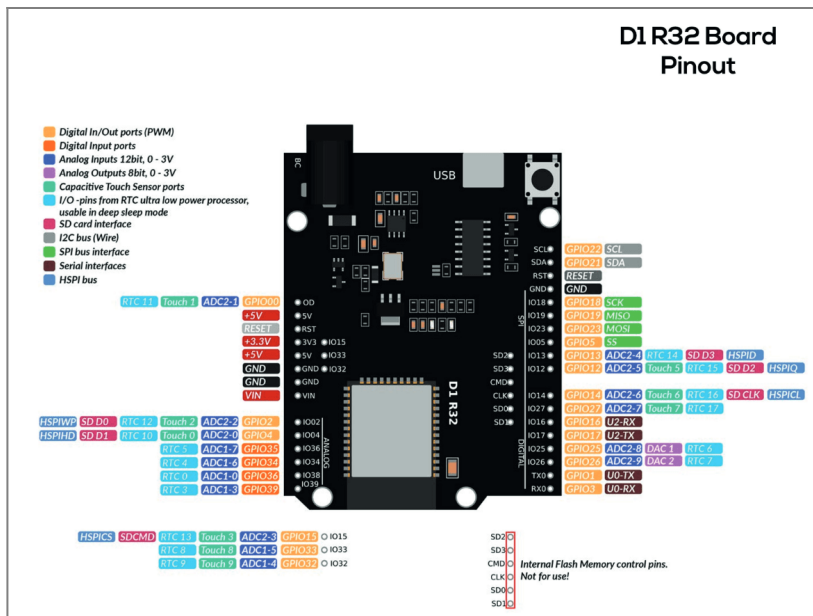 D1 R32 Board
Pinout
Digital In/Out ports (PWM)
Digital Input ports
Analog Inputs 12bit, 0 - 3V
Analog Outputs 8bit, 0 - 3V
Capacitive Touch Sensor ports
I/O -pins from RTC ultra low power processor,
usable in deep sleep mode
SD card interface
I2C bus (Wire)
SPI bus interface
Serial interfaces
HSPI bus
DC
USB
RTC 11 Touch 1 ADC2-1 GPIO00 OD
+5V 5V
RESET RST
+3.3V 3V3 IO15
+5V 5V IO33
GND GND IO32
GND GND
VIN VIN
HSPIWP SD D0 RTC 12 Touch 2 ADC2-2 GPIO2 IO02
HSPIHD SD D1 RTC 10 Touch 0 ADC2-0 GPIO4 IO04
RTC 5 ADC1-7 GPIO35 IO36
RTC 4 ADC1-6 GPIO34 IO34
RTC 0 ADC1-0 GPIO36 IO38
RTC 3 ADC1-3 GPIO39 IO39
ANALOG
D1 R32
SD2
SD3
CMD
CLK
SD0
SD1
SCL GPIO22 SCL
SDA GPIO21 SDA
RST RESET
GND GND
IO18 GPIO18 SCK
IO19 GPIO19 MISO
IO23 GPIO23 MOSI
IO05 GPIO5 SS
SPI
IO13 GPIO13 ADC2-4 RTC 14 SD D3 HSPID
IO12 GPIO12 ADC2-5 Touch 5 RTC 15 SD D2 HSPIQ
IO14 GPIO14 ADC2-6 Touch 6 RTC 16 SD CLK HSPICL
IO27 GPIO27 ADC2-7 Touch 7 RTC 17
IO16 GPIO16 U2-RX
IO17 GPIO17 U2-TX
IO25 GPIO25 ADC2-8 DAC 1 RTC 6
IO26 GPIO26 ADC2-9 DAC 2 RTC 7
TX0 GPIO1 U0-TX
RX0 GPIO3 U0-RX
DIGITAL
HSPICS SDCMD RTC 13 Touch 3 ADC2-3 GPIO15 IO15
RTC 8 Touch 8 ADC1-5 GPIO33 IO33
RTC 9 Touch 9 ADC1-4 GPIO32 IO32
SD2
SD3
CMD
CLK
SD0
SD1
Internal Flash Memory control pins.
Not for use!